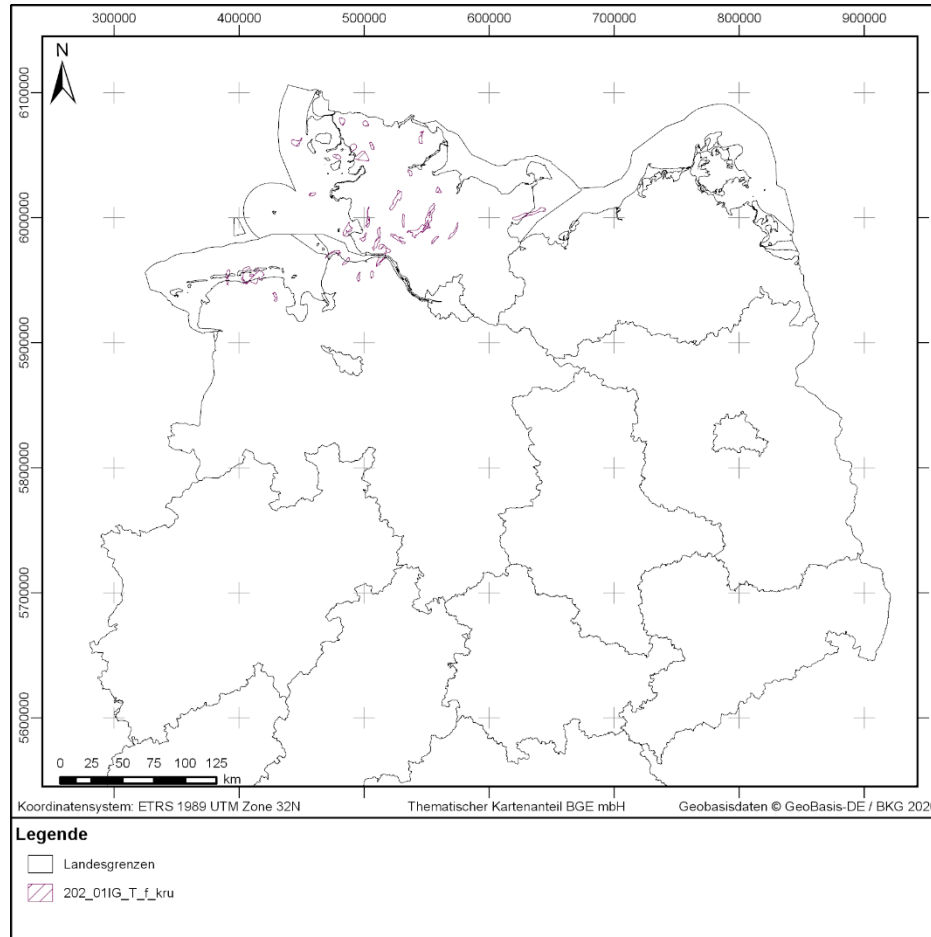 300000 400000 500000 600000 700000 800000 900000
N
6100000
6000000
5900000
5800000
5700000
5600000
0 25 50 75 100 125
km
Koordinatensystem: ETRS 1989 UTM Zone 32N Thematischer Kartenanteil BGE mbH Geobasisdaten © GeoBasis-DE / BKG 2020
Legende
Landesgrenzen
202_01IG_T_f_kru